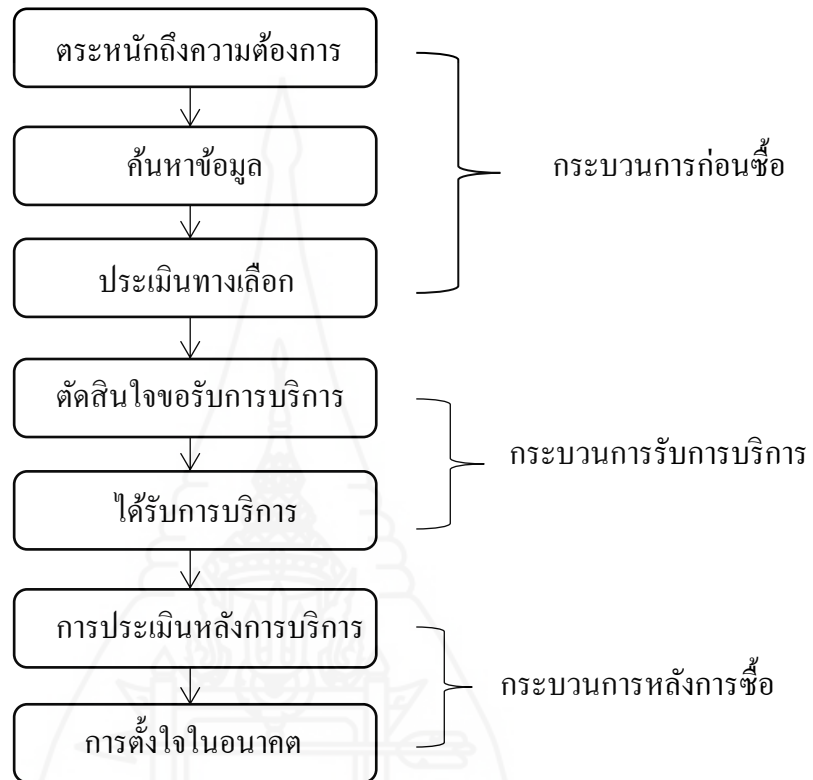 ตระหนักถึงความต้องการ
ค้นหาข้อมูล
กระบวนการก่อนซื้อ
ประเมินทางเลือก
ตัดสินใจขอรับการบริการ
กระบวนการรับการบริการ
ได้รับการบริการ
การประเมินหลังการบริการ
กระบวนการหลังการซื้อ
การตั้งใจในอนาคต